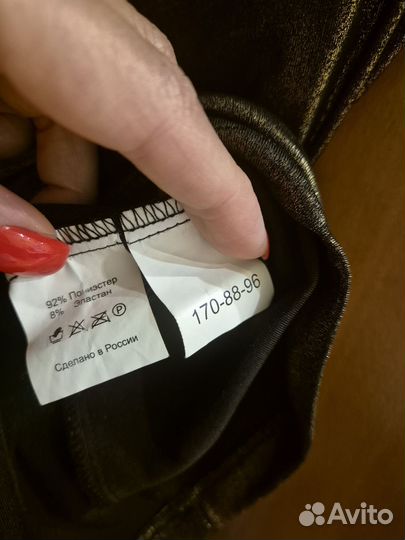 92% Полиэстер
8% Эластан
P
Сделано в России
170-88-96
Avito